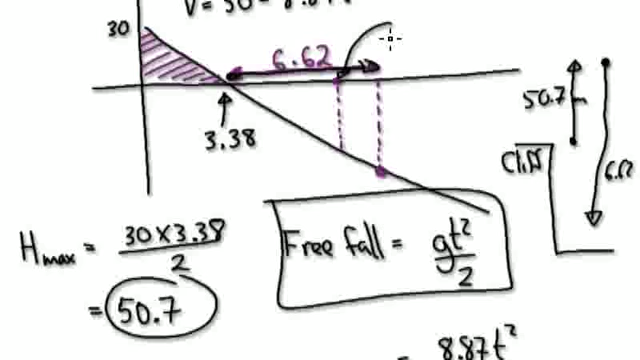 30
6.62
3.38
50.7m
Cliff
H max = 30 x 3.38 / 2
= 50.7
Free fall = gt² / 2
= 8.87t²